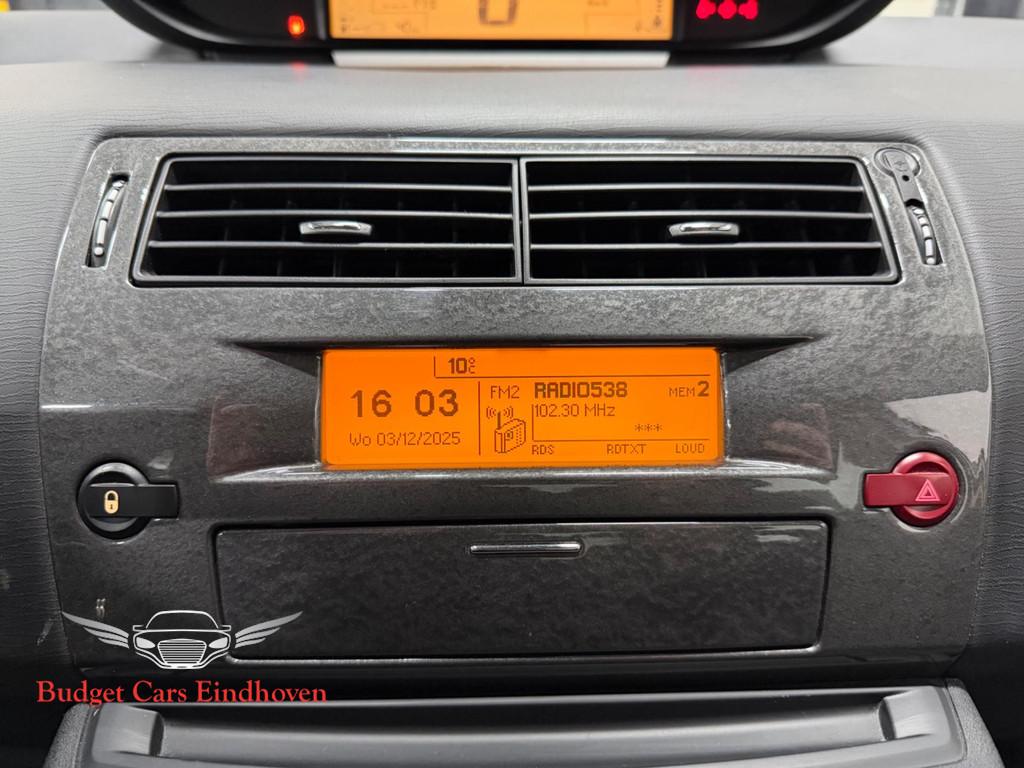 0
10°C
16 03
Wo 03/12/2025
FM2 RADIO538 MEM 2
102.30 MHz
***
RDS RDTXT LOUD
Budget Cars Eindhoven